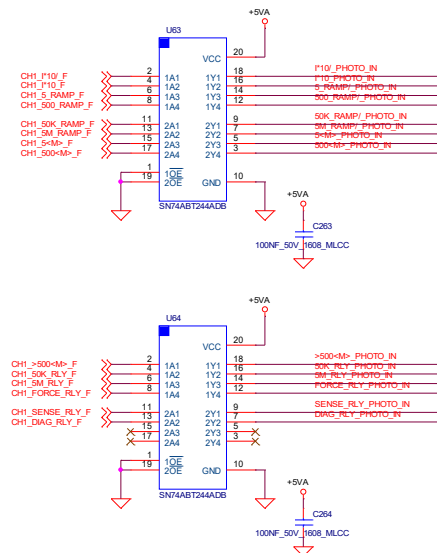 +5VA
U63
VCC 20
CH1_I*10/_F 2 1A1 1Y1 18 I*10/_PHOTO_IN
CH1_I*10_F 4 1A2 1Y2 16 I*10_PHOTO_IN
CH1_5_RAMP_F 6 1A3 1Y3 14 5_RAMP/_PHOTO_IN
CH1_500_RAMP_F 8 1A4 1Y4 12 500_RAMP/_PHOTO_IN
CH1_50K_RAMP_F 11 2A1 2Y1 9 50K_RAMP/_PHOTO_IN
CH1_5M_RAMP_F 13 2A2 2Y2 7 5M_RAMP/_PHOTO_IN
CH1_5<M>_F 15 2A3 2Y3 5 5<M>_PHOTO_IN
CH1_500<M>_F 17 2A4 2Y4 3 500<M>_PHOTO_IN
1 1OE
19 2OE GND 10
SN74ABT244ADB
+5VA
C263
100NF_50V_1608_MLCC
+5VA
U64
VCC 20
CH1_>500<M>_F 2 1A1 1Y1 18 >500<M>_PHOTO_IN
CH1_50K_RLY_F 4 1A2 1Y2 16 50K_RLY_PHOTO_IN
CH1_5M_RLY_F 6 1A3 1Y3 14 5M_RLY_PHOTO_IN
CH1_FORCE_RLY_F 8 1A4 1Y4 12 FORCE_RLY_PHOTO_IN
CH1_SENSE_RLY_F 11 2A1 2Y1 9 SENSE_RLY_PHOTO_IN
CH1_DIAG_RLY_F 13 2A2 2Y2 7 DIAG_RLY_PHOTO_IN
15 2A3 2Y3 5
17 2A4 2Y4 3
1 1OE
19 2OE GND 10
SN74ABT244ADB
+5VA
C264
100NF_50V_1608_MLCC